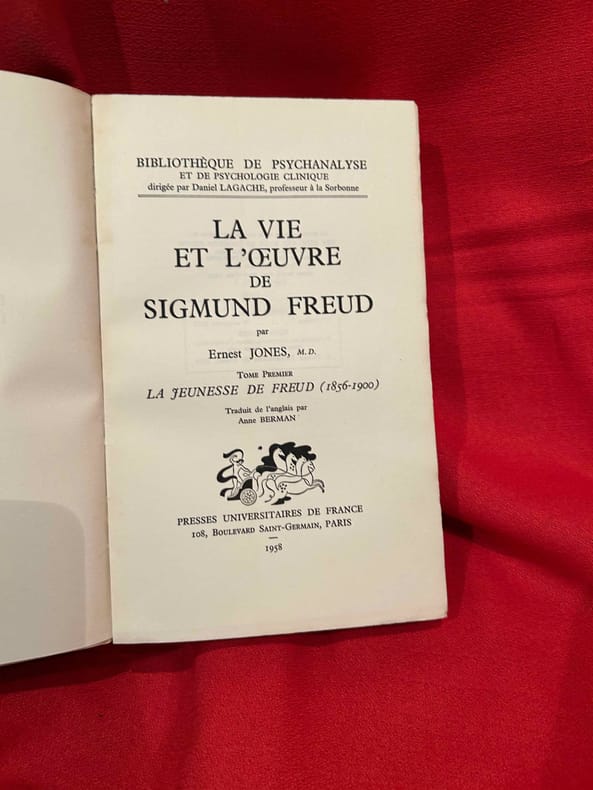 BIBLIOTHÈQUE DE PSYCHANALYSE
ET DE PSYCHOLOGIE CLINIQUE
dirigée par Daniel LAGACHE, professeur à la Sorbonne
LA VIE
ET L'ŒUVRE
DE
SIGMUND FREUD
par
Ernest JONES, M. D.
TOME PREMIER
LA JEUNESSE DE FREUD (1856-1900)
Traduit de l'anglais par
Anne BERMAN
PRESSES UNIVERSITAIRES DE FRANCE
108, BOULEVARD SAINT-GERMAIN, PARIS
—
1958